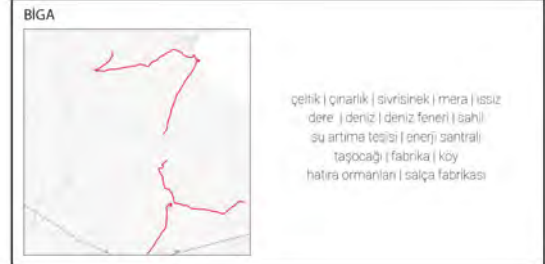 BİGA
çeltik | çınarlık | sivrisinek | mera | ıssız
dere | deniz | deniz feneri | sahil
su artıma tesisi | enerji santrali
taşocağı | fabrika | köy
hatıra ormanları | salça fabrikası